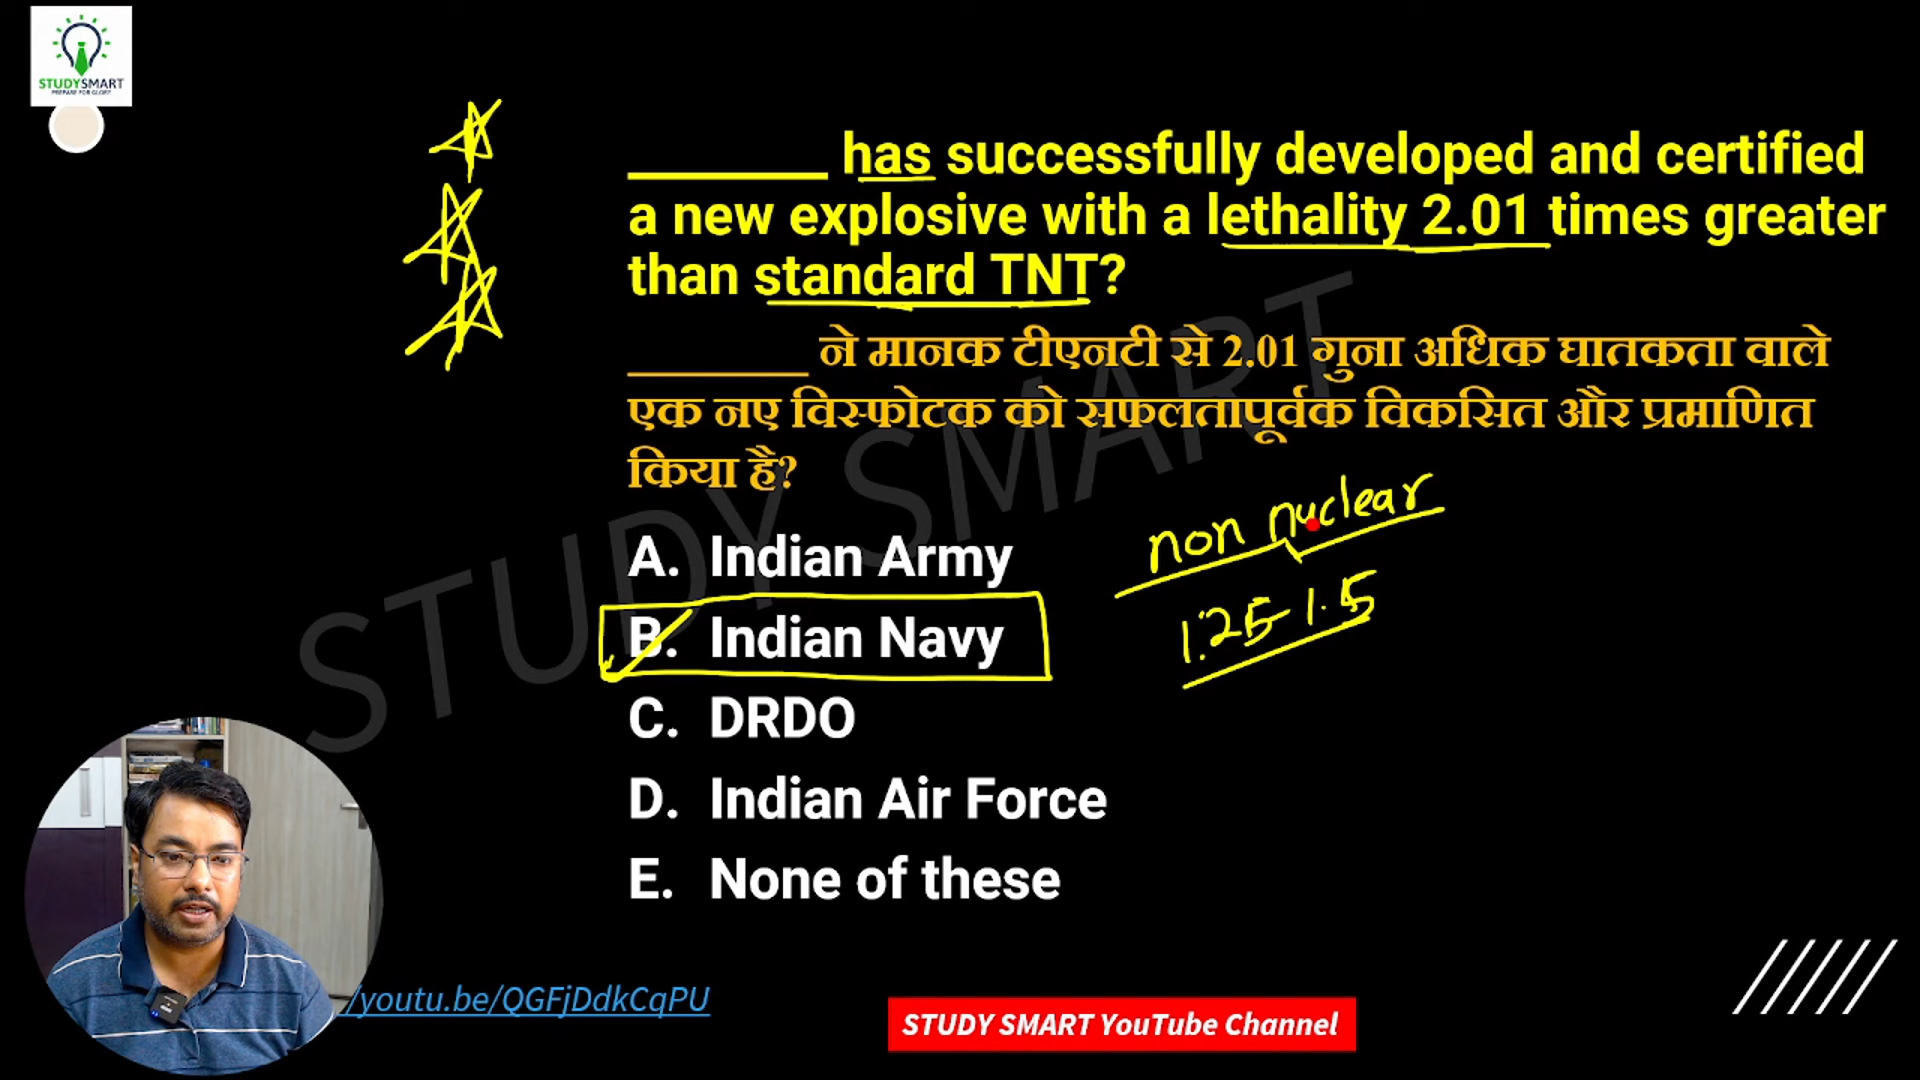 STUDYSMART
PREPARE FOR GLORY
_______ has successfully developed and certified
a new explosive with a lethality 2.01 times greater
than standard TNT?
_______ ने मानक टीएनटी से 2.01 गुना अधिक घातकता वाले
एक नए विस्फोटक को सफलतापूर्वक विकसित और प्रमाणित
किया है?
A. Indian Army
B. Indian Navy
C. DRDO
D. Indian Air Force
E. None of these
non nuclear
1.25-1.5
STUDY SMART
/youtu.be/QGFjDdkCqPU
STUDY SMART YouTube Channel